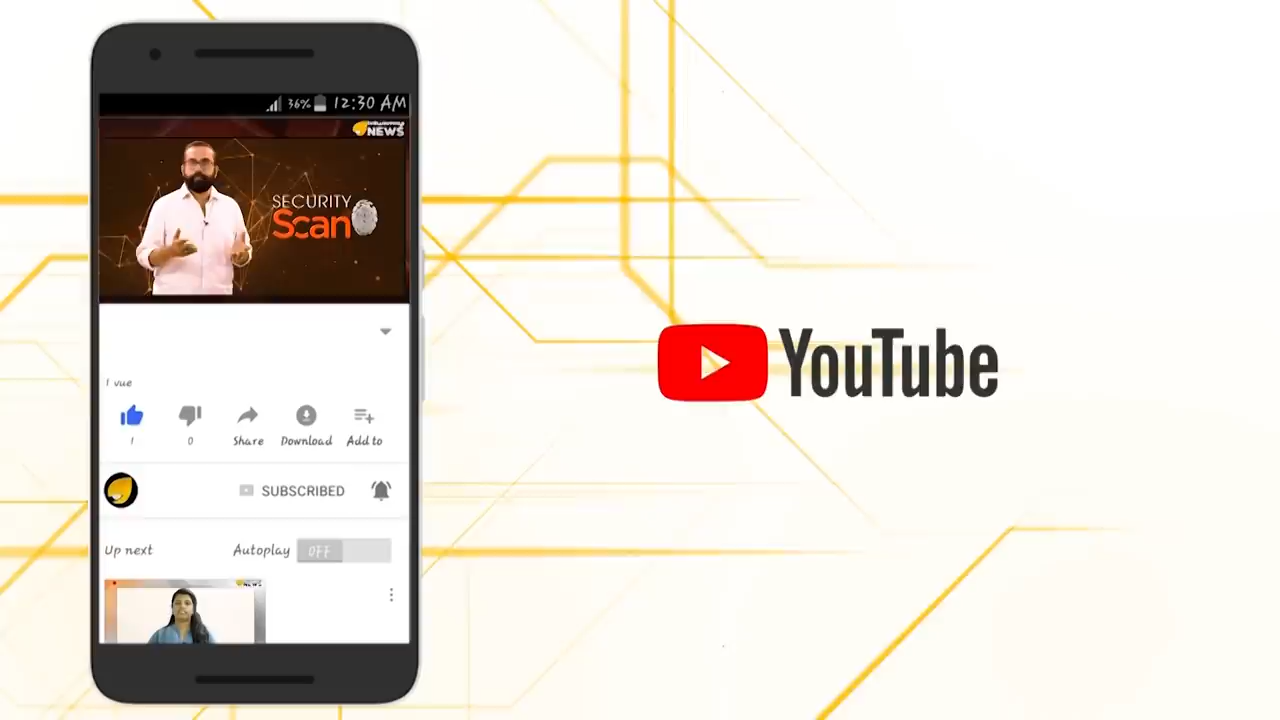 36% 12:30 AM
NEWS
SECURITY
Scan
1 vue
1
0
Share
Download
Add to
SUBSCRIBED
Up next
Autoplay
OFF
NEWS
YouTube